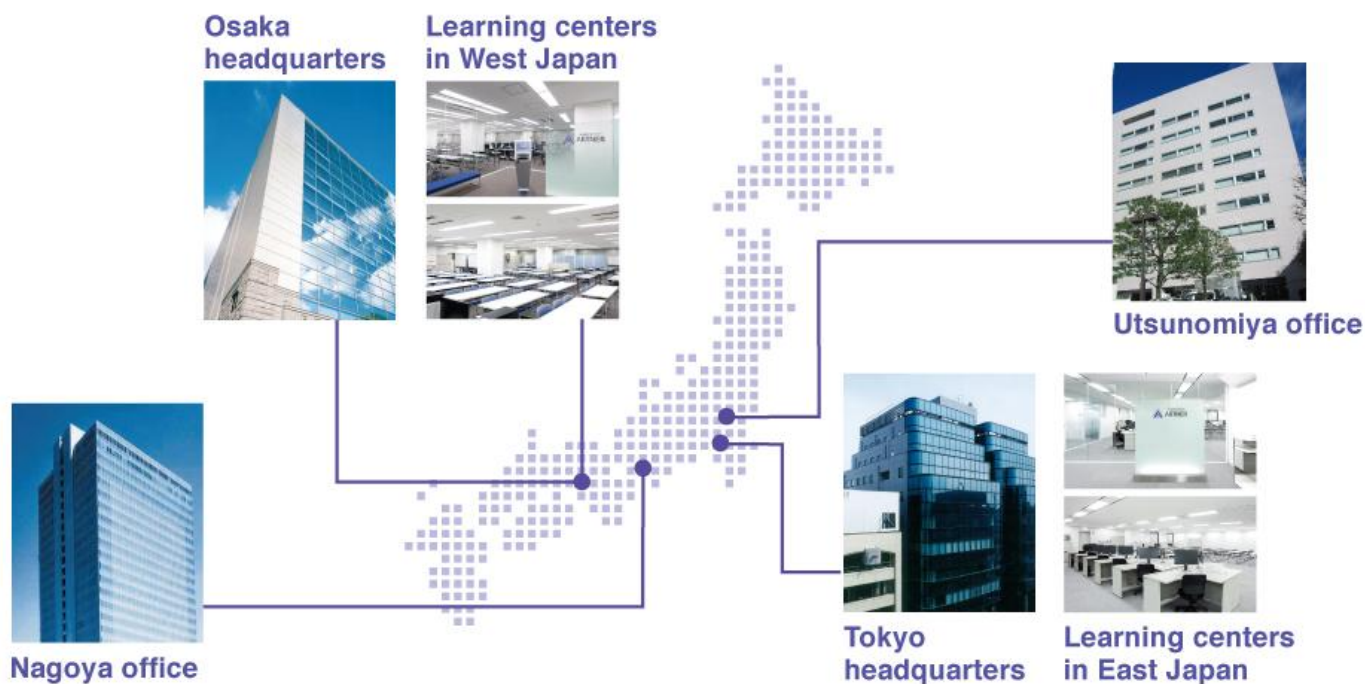 Osaka
headquarters
Learning centers
in West Japan
Utsunomiya office
Nagoya office
Tokyo
headquarters
Learning centers
in East Japan